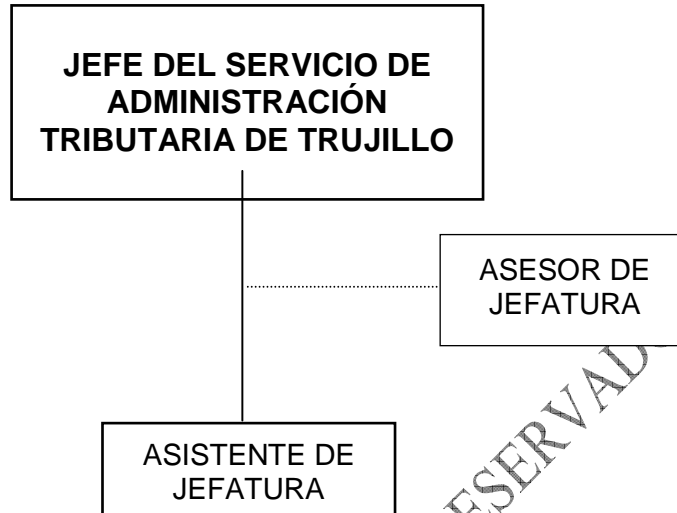 JEFE DEL SERVICIO DE
ADMINISTRACIÓN
TRIBUTARIA DE TRUJILLO
ASESOR DE
JEFATURA
ASISTENTE DE
JEFATURA